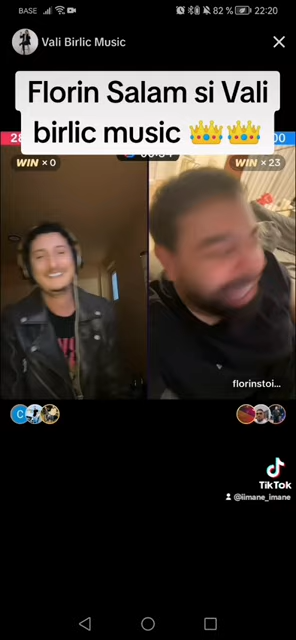 BASE
82 %
22:20
Vali Birlic Music
Florin Salam si Vali
birlic music 👑👑
WIN × 0
WIN × 23
florinstoi...
C
TikTok
@iimane_imane